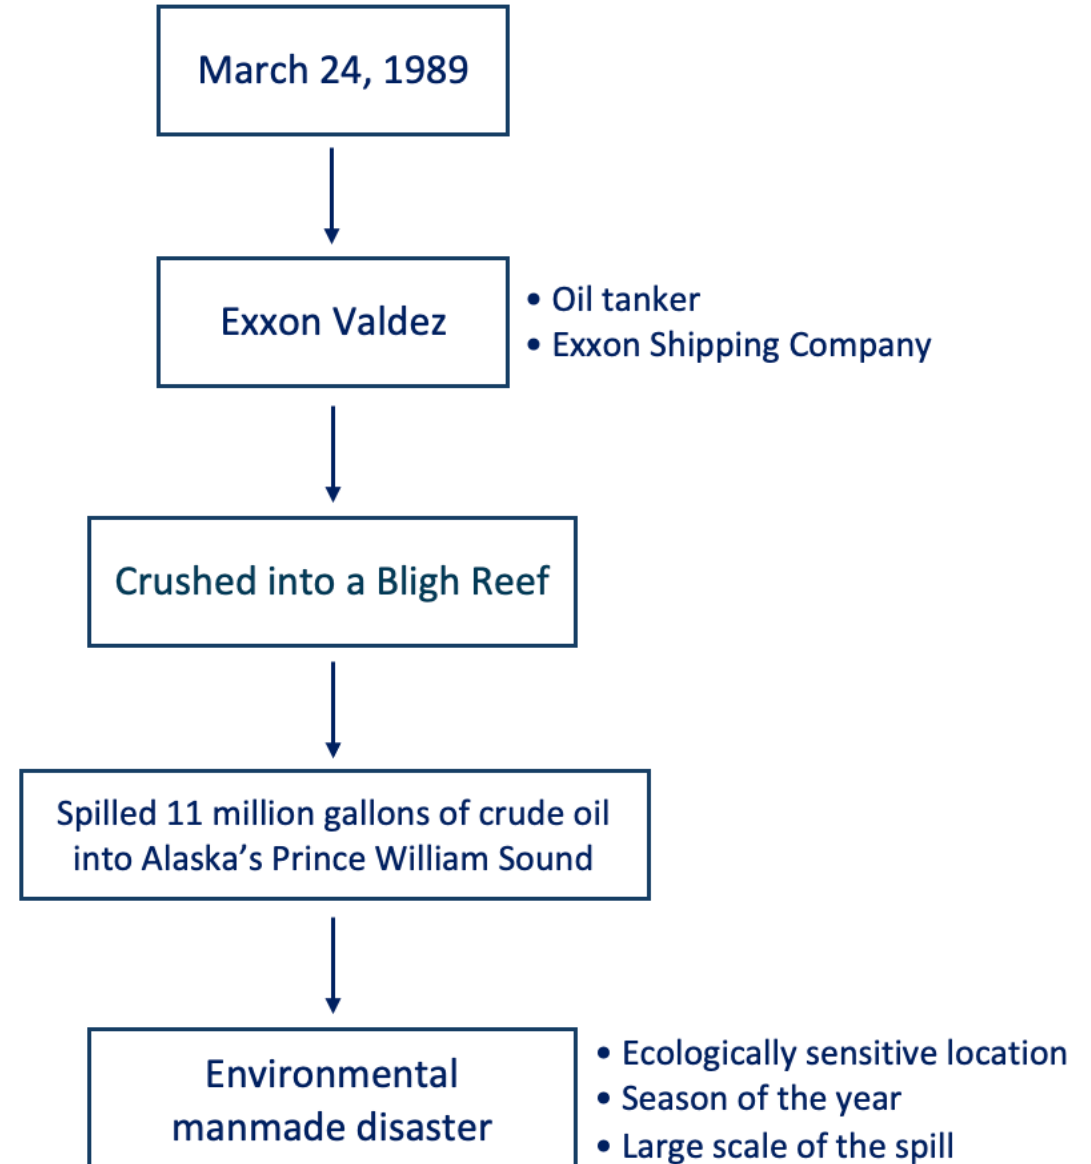 March 24, 1989
Exxon Valdez
• Oil tanker
• Exxon Shipping Company
Crushed into a Bligh Reef
Spilled 11 million gallons of crude oil
into Alaska’s Prince William Sound
Environmental
manmade disaster
• Ecologically sensitive location
• Season of the year
• Large scale of the spill